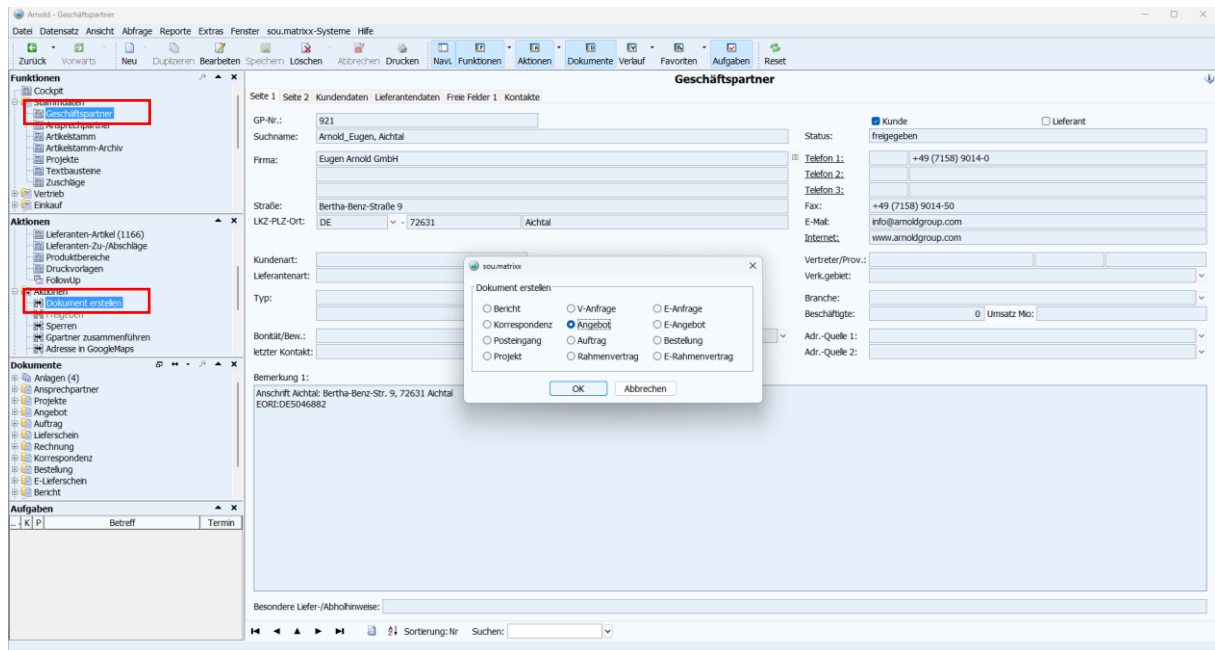 Arnold - Geschäftspartner
Datei Datensatz Ansicht Abfrage Reporte Extras Fenster sou.matrixx-Systeme Hilfe
Zurück Vorwärts Neu Duplizieren Bearbeiten Speichern Löschen Abbrechen Drucken Navi. Funktionen Aktionen Dokumente Verlauf Favoriten Aufgaben Reset
Funktionen
Cockpit
Stammdaten
Geschäftspartner
Ansprechpartner
Artikelstamm
Artikelstamm-Archiv
Projekte
Textbausteine
Zuschläge
Vertrieb
Einkauf
Aktionen
Lieferanten-Artikel (1166)
Lieferanten-Zu-/Abschläge
Produktbereiche
Druckvorlagen
FollowUp
Aktionen
Dokument erstellen
Freigeben
Sperren
Gpartner zusammenführen
Adresse in GoogleMaps
Dokumente
Anlagen (4)
Ansprechpartner
Projekte
Angebot
Auftrag
Lieferschein
Rechnung
Korrespondenz
Bestellung
E-Lieferschein
Bericht
Aufgaben
... K P Betreff Termin
Geschäftspartner
Seite 1 Seite 2 Kundendaten Lieferantendaten Freie Felder 1 Kontakte
GP-Nr.: 921 Kunde Lieferant
Suchname: Arnold_Eugen, Aichtal Status: freigegeben
Firma: Eugen Arnold GmbH Telefon 1: +49 (7158) 9014-0
Telefon 2:
Telefon 3:
Straße: Bertha-Benz-Straße 9 Fax: +49 (7158) 9014-50
LKZ-PLZ-Ort: DE - 72631 Aichtal E-Mail: info@arnoldgroup.com
Internet: www.arnoldgroup.com
Kundenart: Vertreter/Prov.:
Lieferantenart: Verk.gebiet:
Typ: Branche:
Beschäftigte: 0 Umsatz Mio:
Bonität/Bew.: Adr.-Quelle 1:
letzter Kontakt: Adr.-Quelle 2:
Bemerkung 1:
Anschrift Aichtal: Bertha-Benz-Str. 9, 72631 Aichtal
EORI:DE5046882
sou.matrixx
Dokument erstellen
Bericht V-Anfrage E-Anfrage
Korrespondenz Angebot E-Angebot
Posteingang Auftrag Bestellung
Projekt Rahmenvertrag E-Rahmenvertrag
OK Abbrechen
Besondere Liefer-/Abholhinweise:
Sortierung: Nr Suchen: